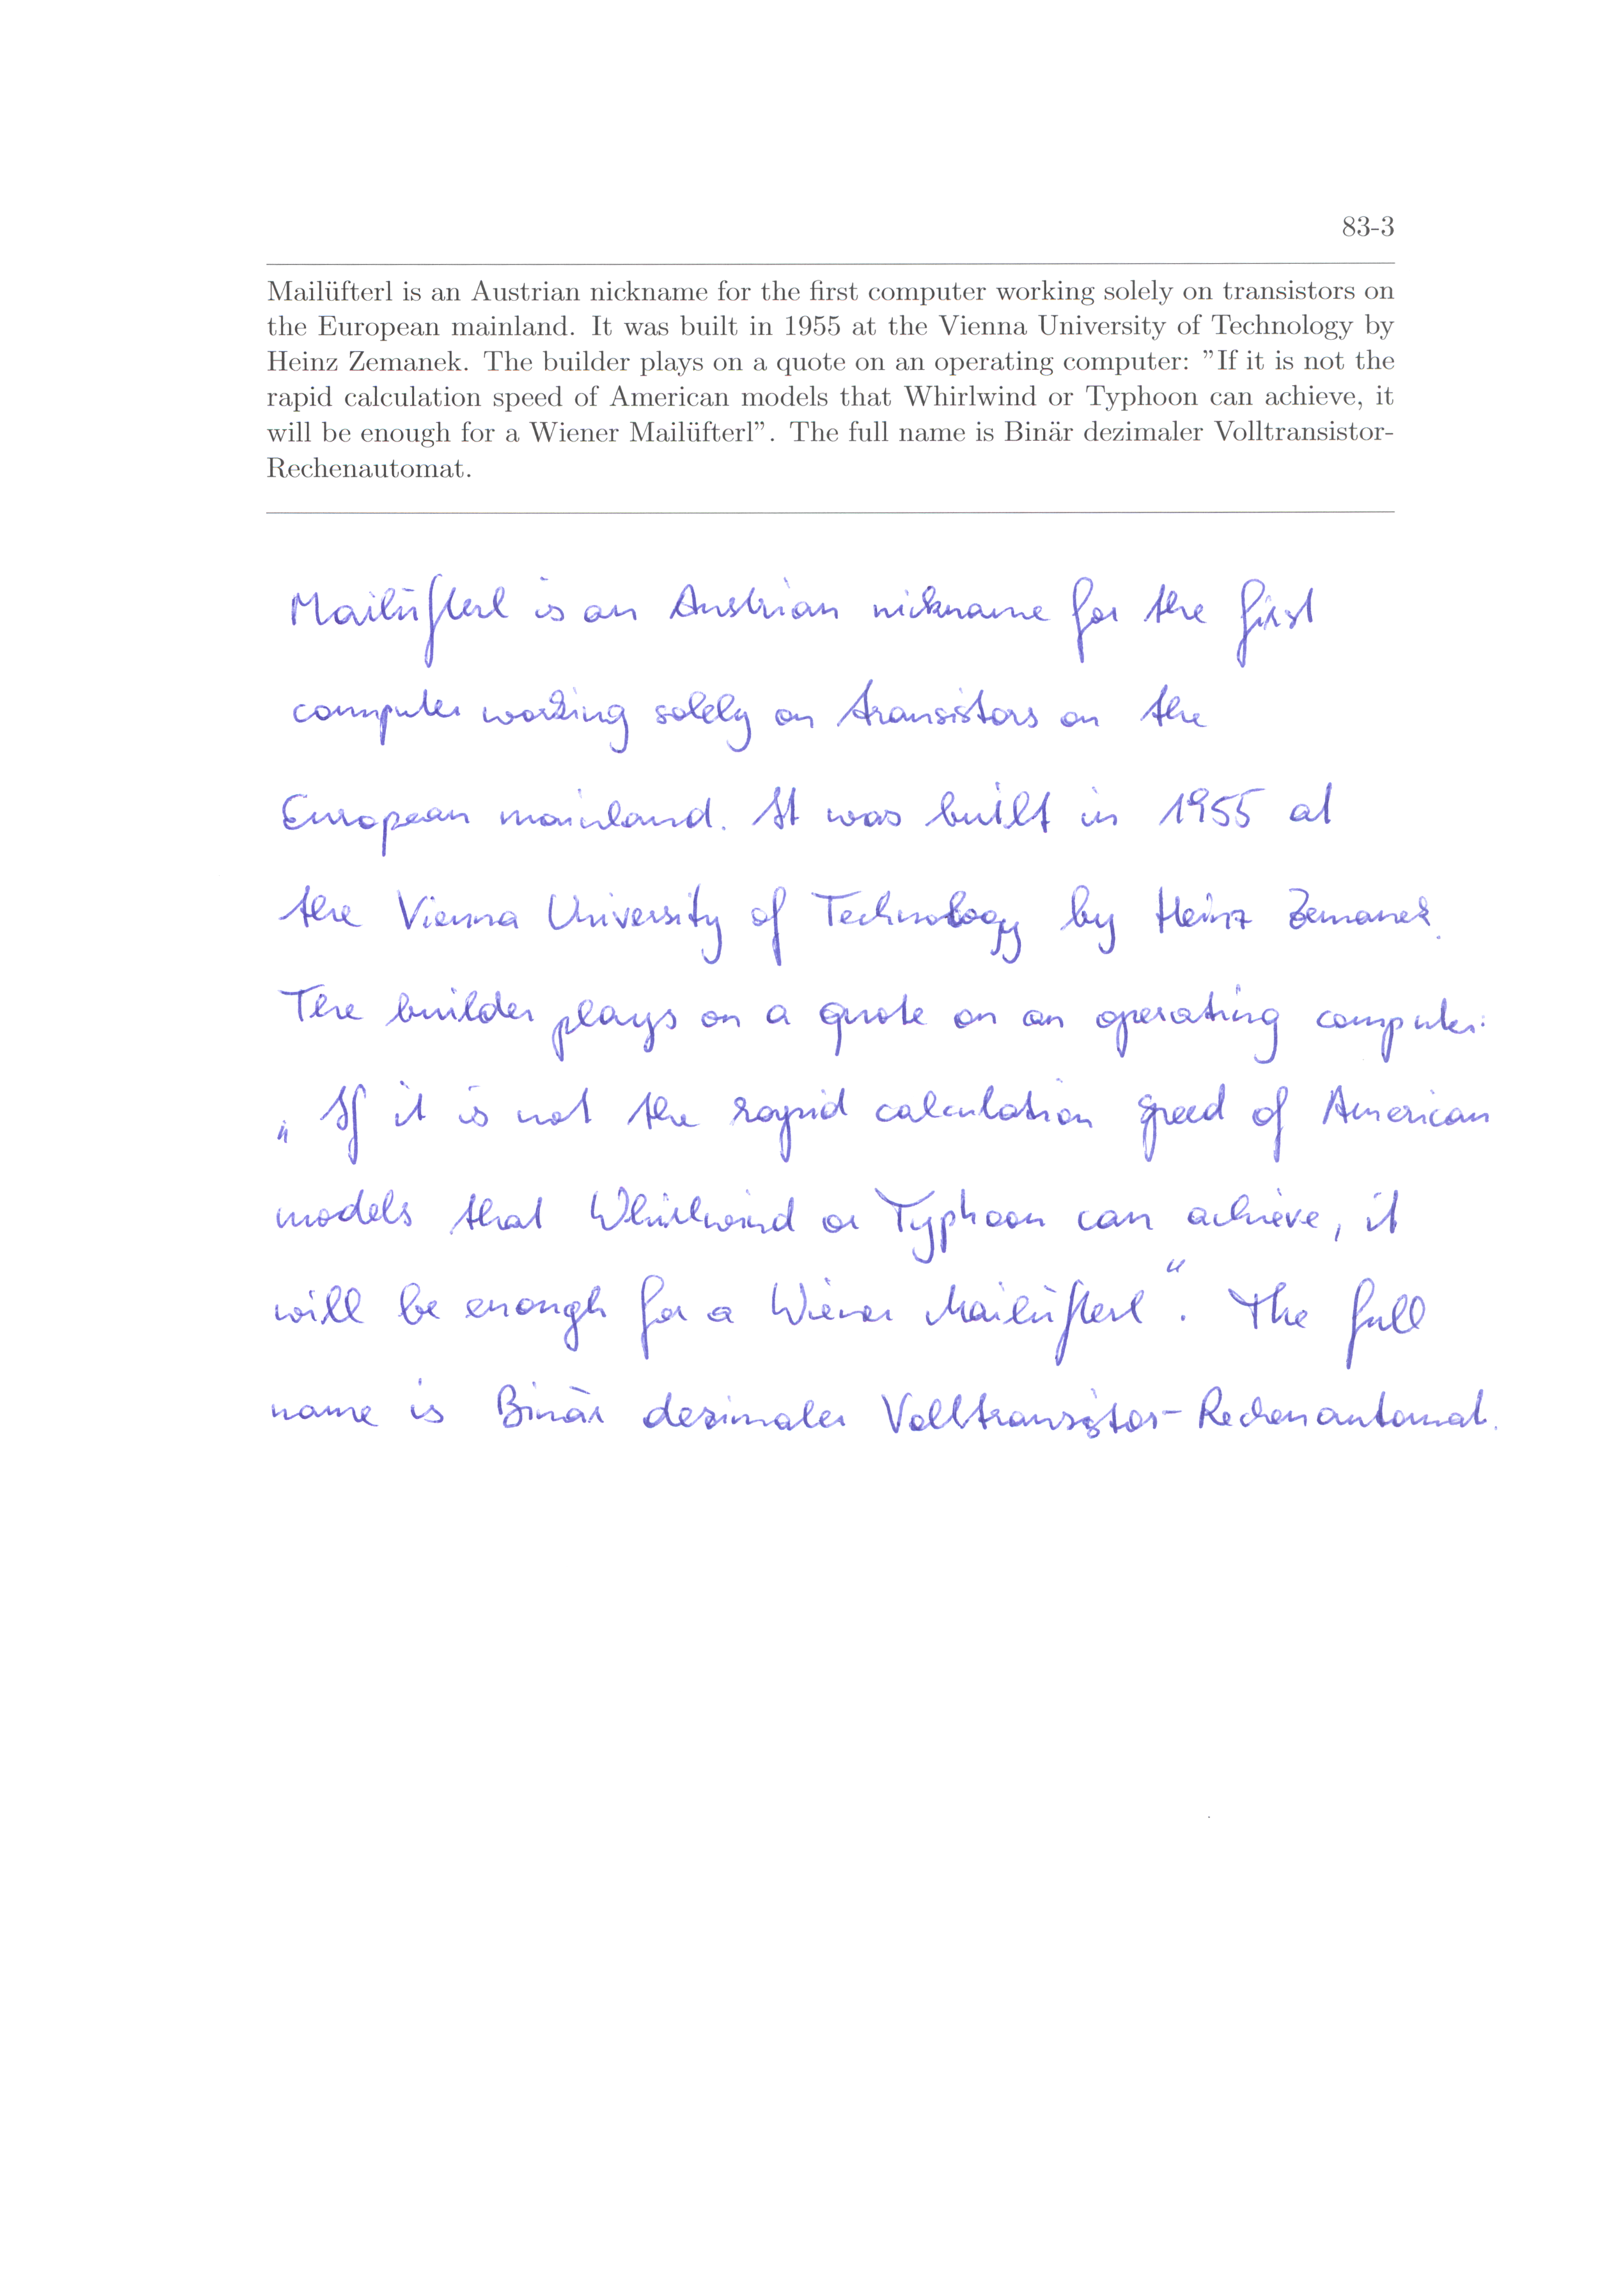 83-3
Mailüfterl is an Austrian nickname for the first computer working solely on transistors on
the European mainland. It was built in 1955 at the Vienna University of Technology by
Heinz Zemanek. The builder plays on a quote on an operating computer: ”If it is not the
rapid calculation speed of American models that Whirlwind or Typhoon can achieve, it
will be enough for a Wiener Mailüfterl”. The full name is Binär dezimaler Volltransistor-
Rechenautomat.
Mailüfterl is an Austrian nickname for the first
computer working solely on transistors on the
European mainland. It was built in 1955 at
the Vienna University of Technology by Heinz Zemanek.
The builder plays on a quote on an operating computer:
„If it is not the rapid calculation speed of American
models that Whirlwind or Typhoon can achieve, it
will be enough for a Wiener Mailüfterl“. The full
name is Binär dezimaler Volltransistor-Rechenautomat.